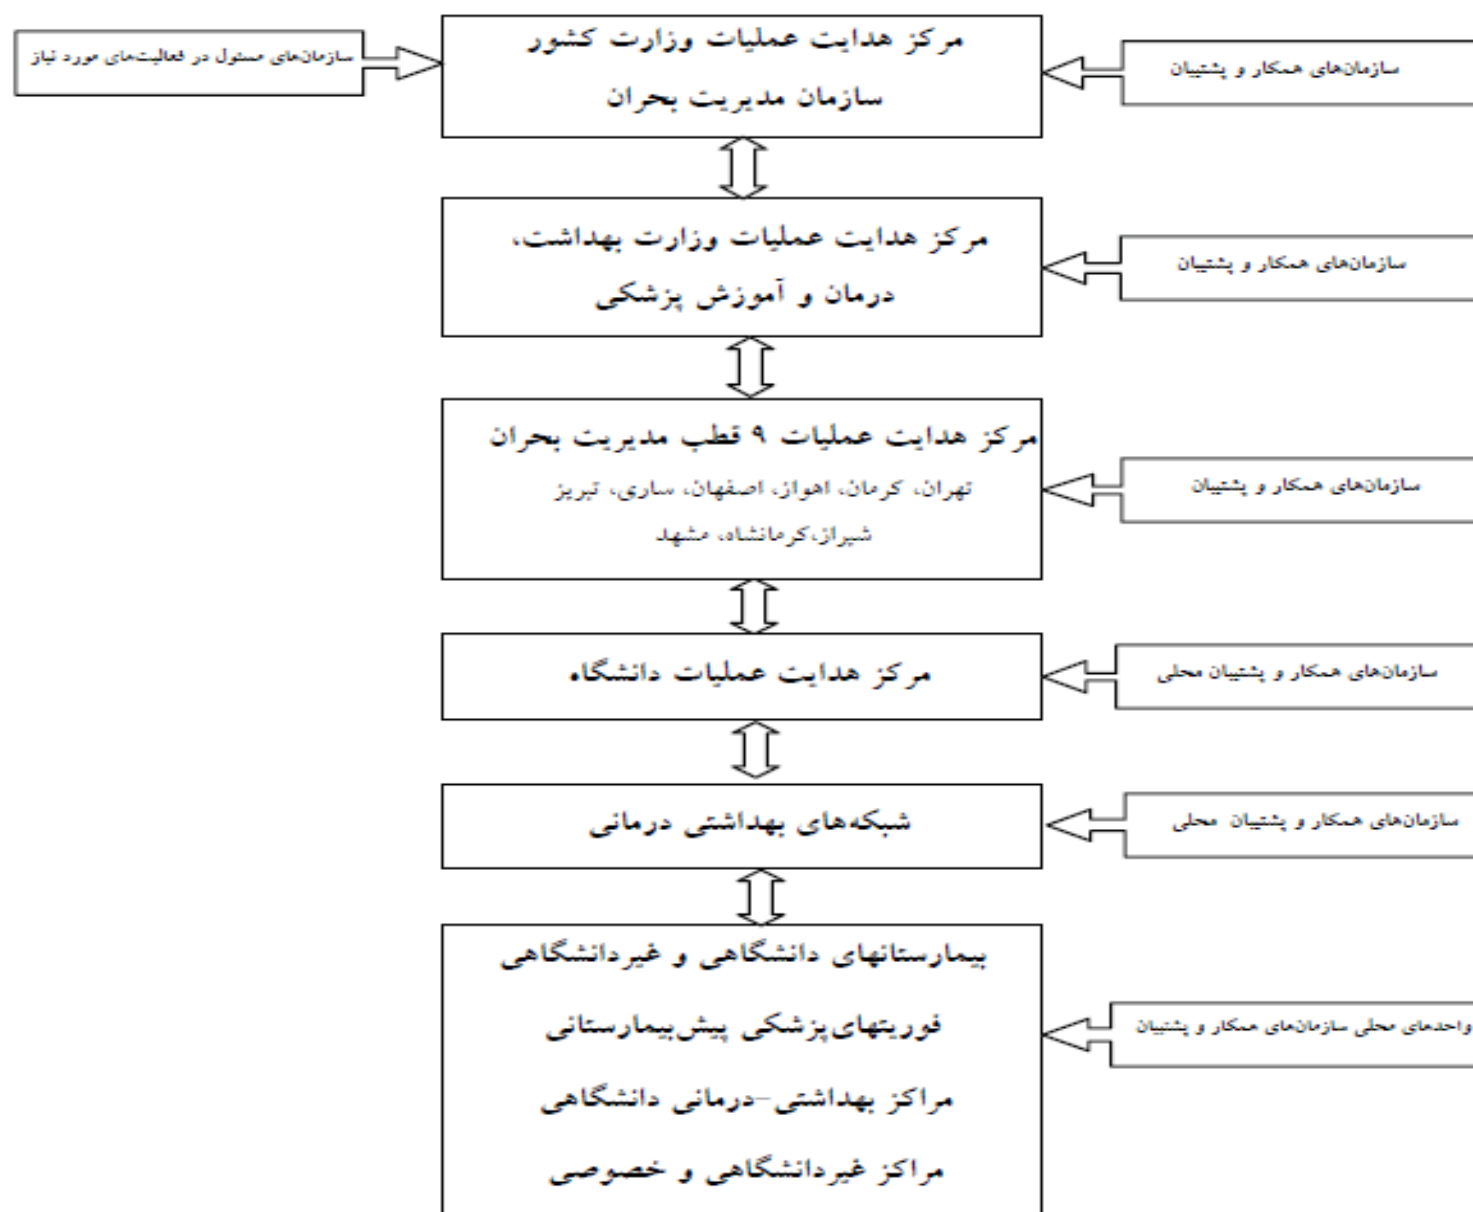 مرکز هدایت عملیات وزارت کشور
سازمان مدیریت بحران
سازمان‌های همکار و پشتیبان
سازمان‌های مسئول در فعالیت‌های مورد نیاز
مرکز هدایت عملیات وزارت بهداشت،
درمان و آموزش پزشکی
سازمان‌های همکار و پشتیبان
مرکز هدایت عملیات ۹ قطب مدیریت بحران
تهران، کرمان، اهواز، اصفهان، ساری، تبریز
شیراز،کرمانشاه، مشهد
سازمان‌های همکار و پشتیبان
مرکز هدایت عملیات دانشگاه
سازمان‌های همکار و پشتیبان محلی
شبکه‌های بهداشتی درمانی
سازمان‌های همکار و پشتیبان محلی
بیمارستانهای دانشگاهی و غیردانشگاهی
فوریتهای‌پزشکی پیش‌بیمارستانی
مراکز بهداشتی-درمانی دانشگاهی
مراکز غیردانشگاهی و خصوصی
واحدهای محلی سازمان‌های همکار و پشتیبان